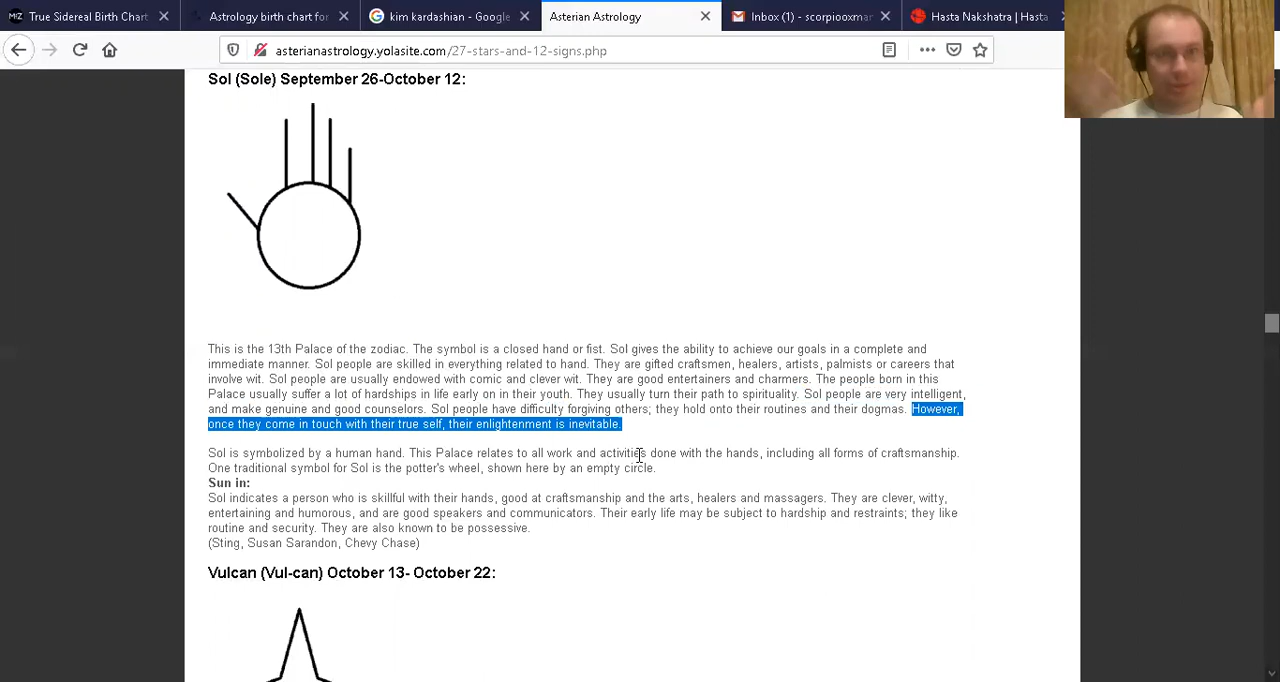 True Sidereal Birth Chart
Astrology birth chart for
kim kardashian - Google
Asterian Astrology
Inbox (1) - scorpiooxmar
Hasta Nakshatra | Hasta
asterianastrology.yolasite.com/27-stars-and-12-signs.php
Sol (Sole) September 26-October 12:
This is the 13th Palace of the zodiac. The symbol is a closed hand or fist. Sol gives the ability to achieve our goals in a complete and
immediate manner. Sol people are skilled in everything related to hand. They are gifted craftsmen, healers, artists, palmists or careers that
involve wit. Sol people are usually endowed with comic and clever wit. They are good entertainers and charmers. The people born in this
Palace usually suffer a lot of hardships in life early on in their youth. They usually turn their path to spirituality. Sol people are very intelligent,
and make genuine and good counselors. Sol people have difficulty forgiving others; they hold onto their routines and their dogmas. However,
once they come in touch with their true self, their enlightenment is inevitable.
Sol is symbolized by a human hand. This Palace relates to all work and activities done with the hands, including all forms of craftsmanship.
One traditional symbol for Sol is the potter's wheel, shown here by an empty circle.
Sun in:
Sol indicates a person who is skillful with their hands, good at craftsmanship and the arts, healers and massagers. They are clever, witty,
entertaining and humorous, and are good speakers and communicators. Their early life may be subject to hardship and restraints; they like
routine and security. They are also known to be possessive.
(Sting, Susan Sarandon, Chevy Chase)
Vulcan (Vul-can) October 13- October 22: